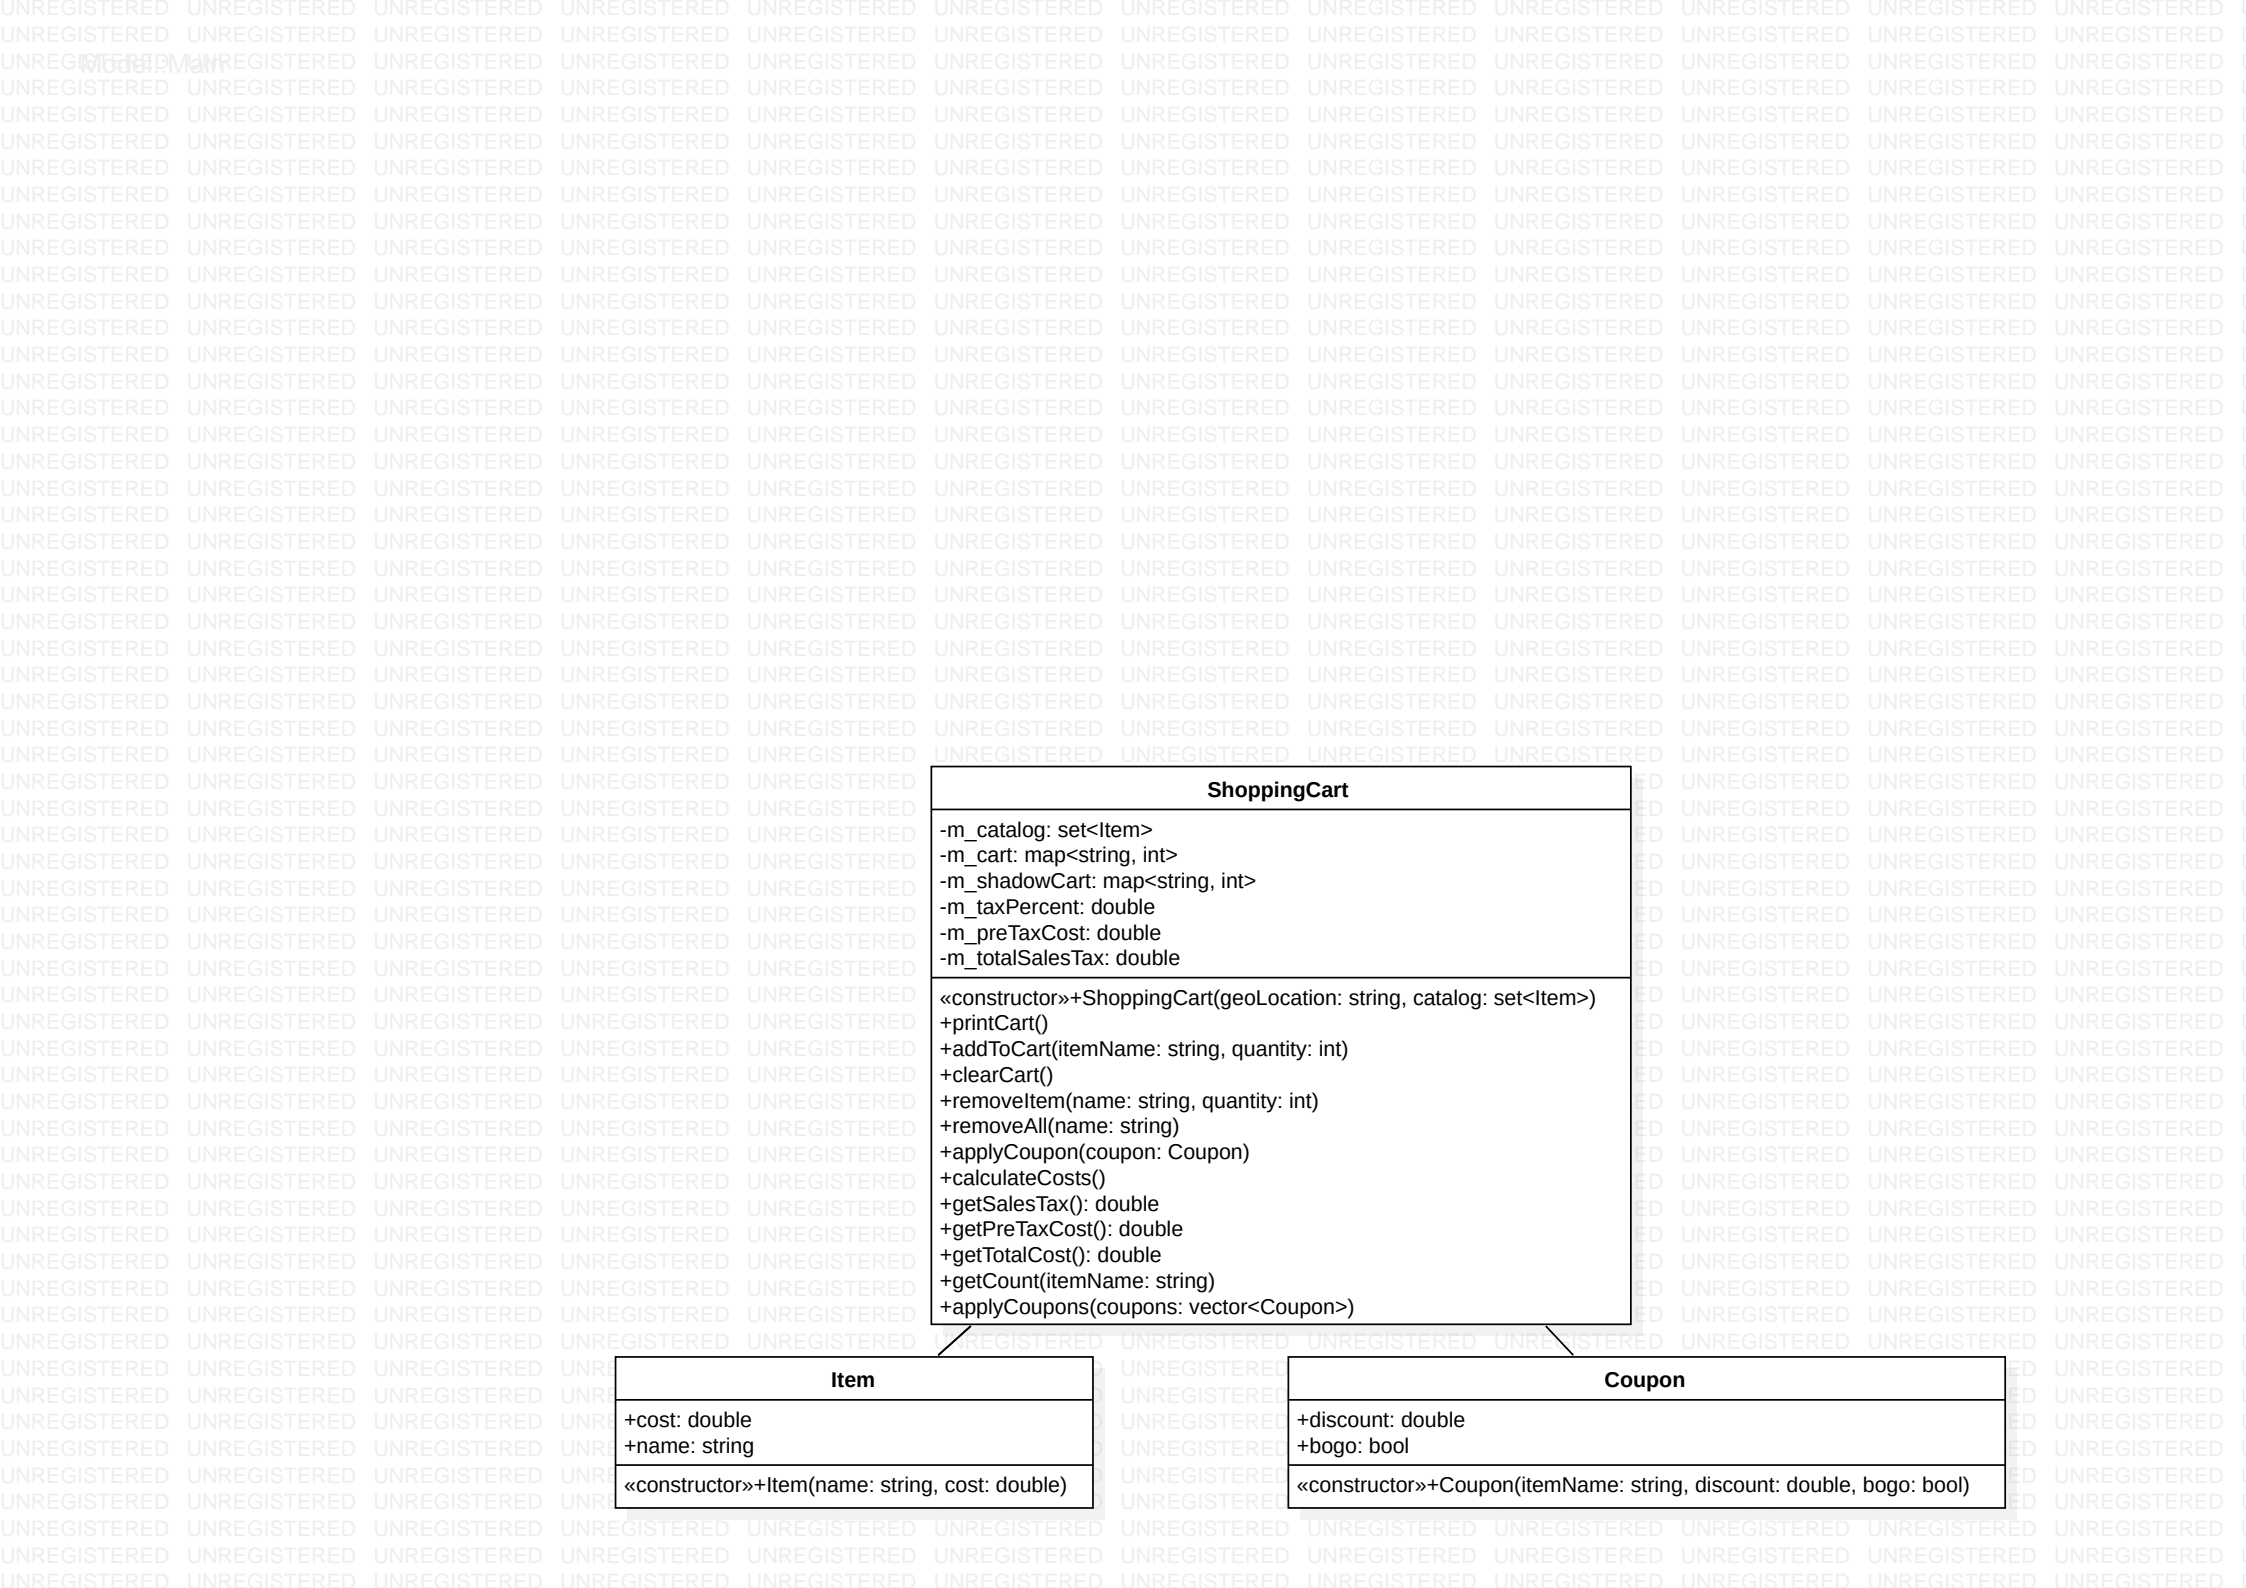 Model::Main
ShoppingCart
-m_catalog: set<Item>
-m_cart: map<string, int>
-m_shadowCart: map<string, int>
-m_taxPercent: double
-m_preTaxCost: double
-m_totalSalesTax: double
«constructor»+ShoppingCart(geoLocation: string, catalog: set<Item>)
+printCart()
+addToCart(itemName: string, quantity: int)
+clearCart()
+removeItem(name: string, quantity: int)
+removeAll(name: string)
+applyCoupon(coupon: Coupon)
+calculateCosts()
+getSalesTax(): double
+getPreTaxCost(): double
+getTotalCost(): double
+getCount(itemName: string)
+applyCoupons(coupons: vector<Coupon>)
Item
+cost: double
+name: string
«constructor»+Item(name: string, cost: double)
Coupon
+discount: double
+bogo: bool
«constructor»+Coupon(itemName: string, discount: double, bogo: bool)
UNREGISTERED